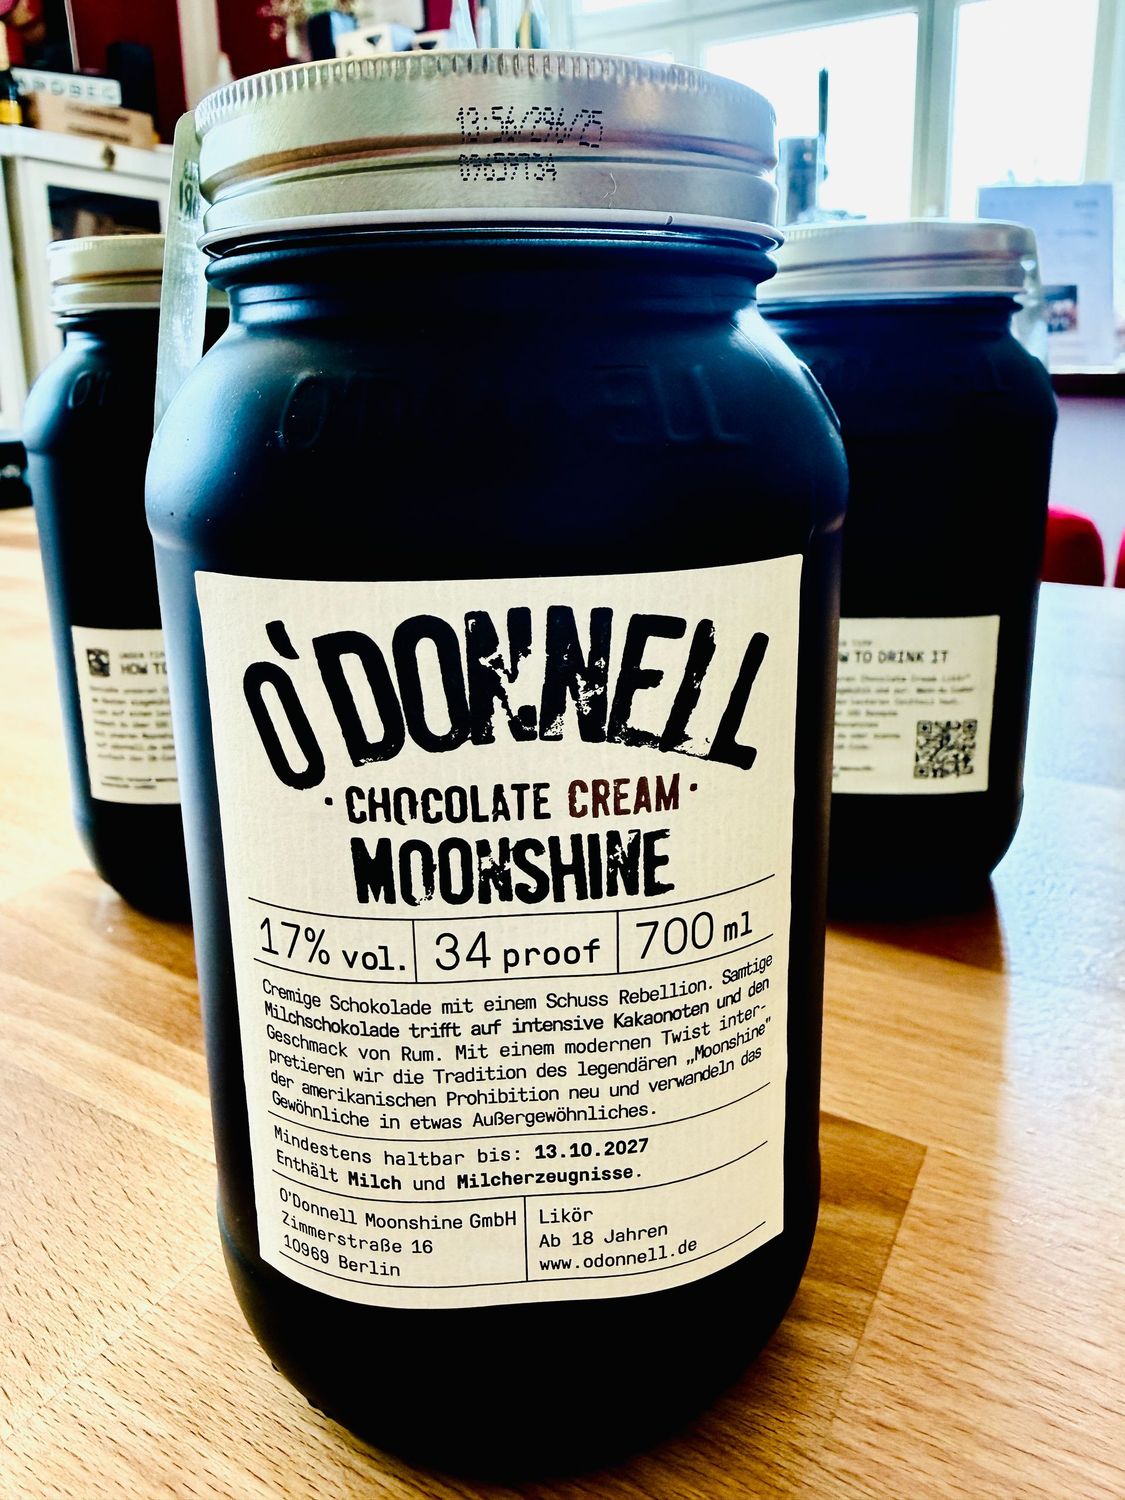 13:56/296/25
O'DONNELL
· CHOCOLATE CREAM ·
MOONSHINE
17% vol.
34 proof
700 ml
Cremige Schokolade mit einem Schuss Rebellion. Samtige
Milchschokolade trifft auf intensive Kakaonoten und den
Geschmack von Rum. Mit einem modernen Twist inter-
pretieren wir die Tradition des legendären „Moonshine"
der amerikanischen Prohibition neu und verwandeln das
Gewöhnliche in etwas Außergewöhnliches.
Mindestens haltbar bis: 13.10.2027
Enthält Milch und Milcherzeugnisse.
O'Donnell Moonshine GmbH
Zimmerstraße 16
10969 Berlin
Likör
Ab 18 Jahren
www.odonnell.de
HOW
TO DRINK IT